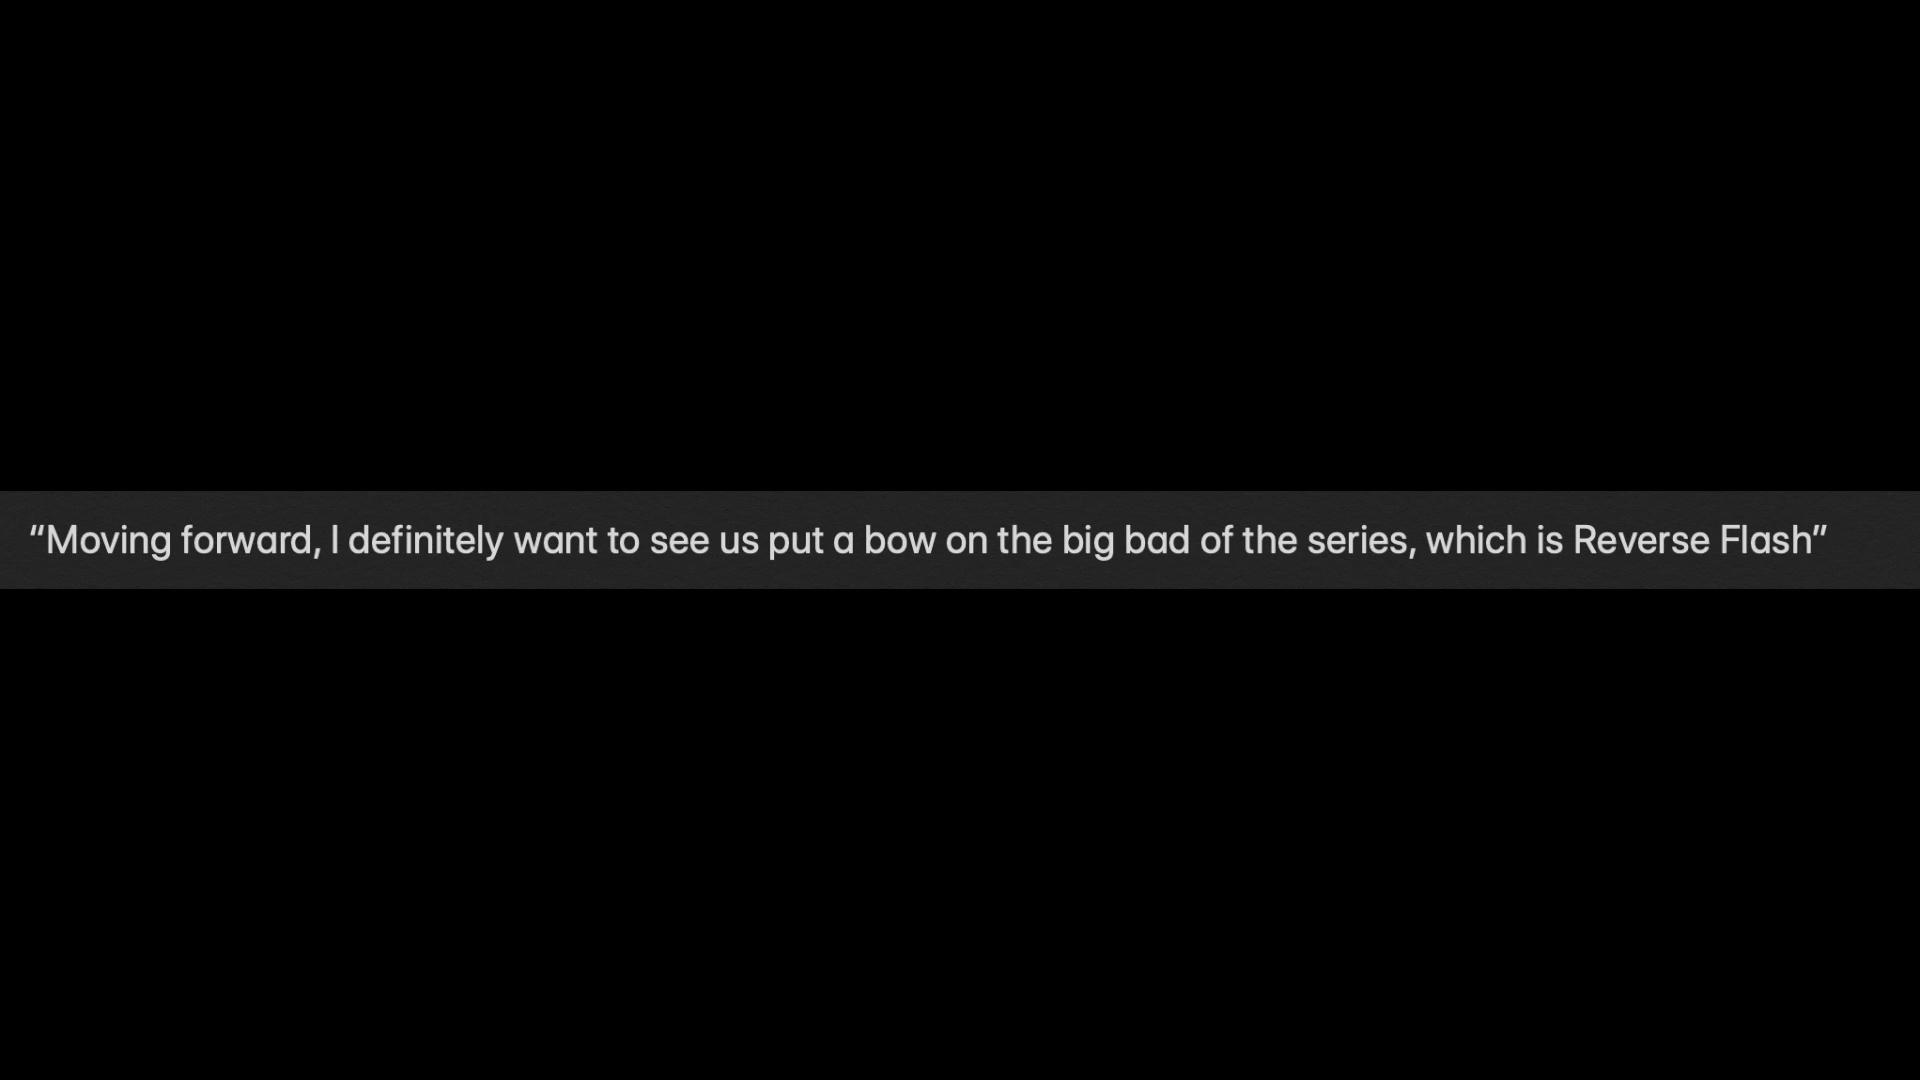 “Moving forward, I definitely want to see us put a bow on the big bad of the series, which is Reverse Flash”